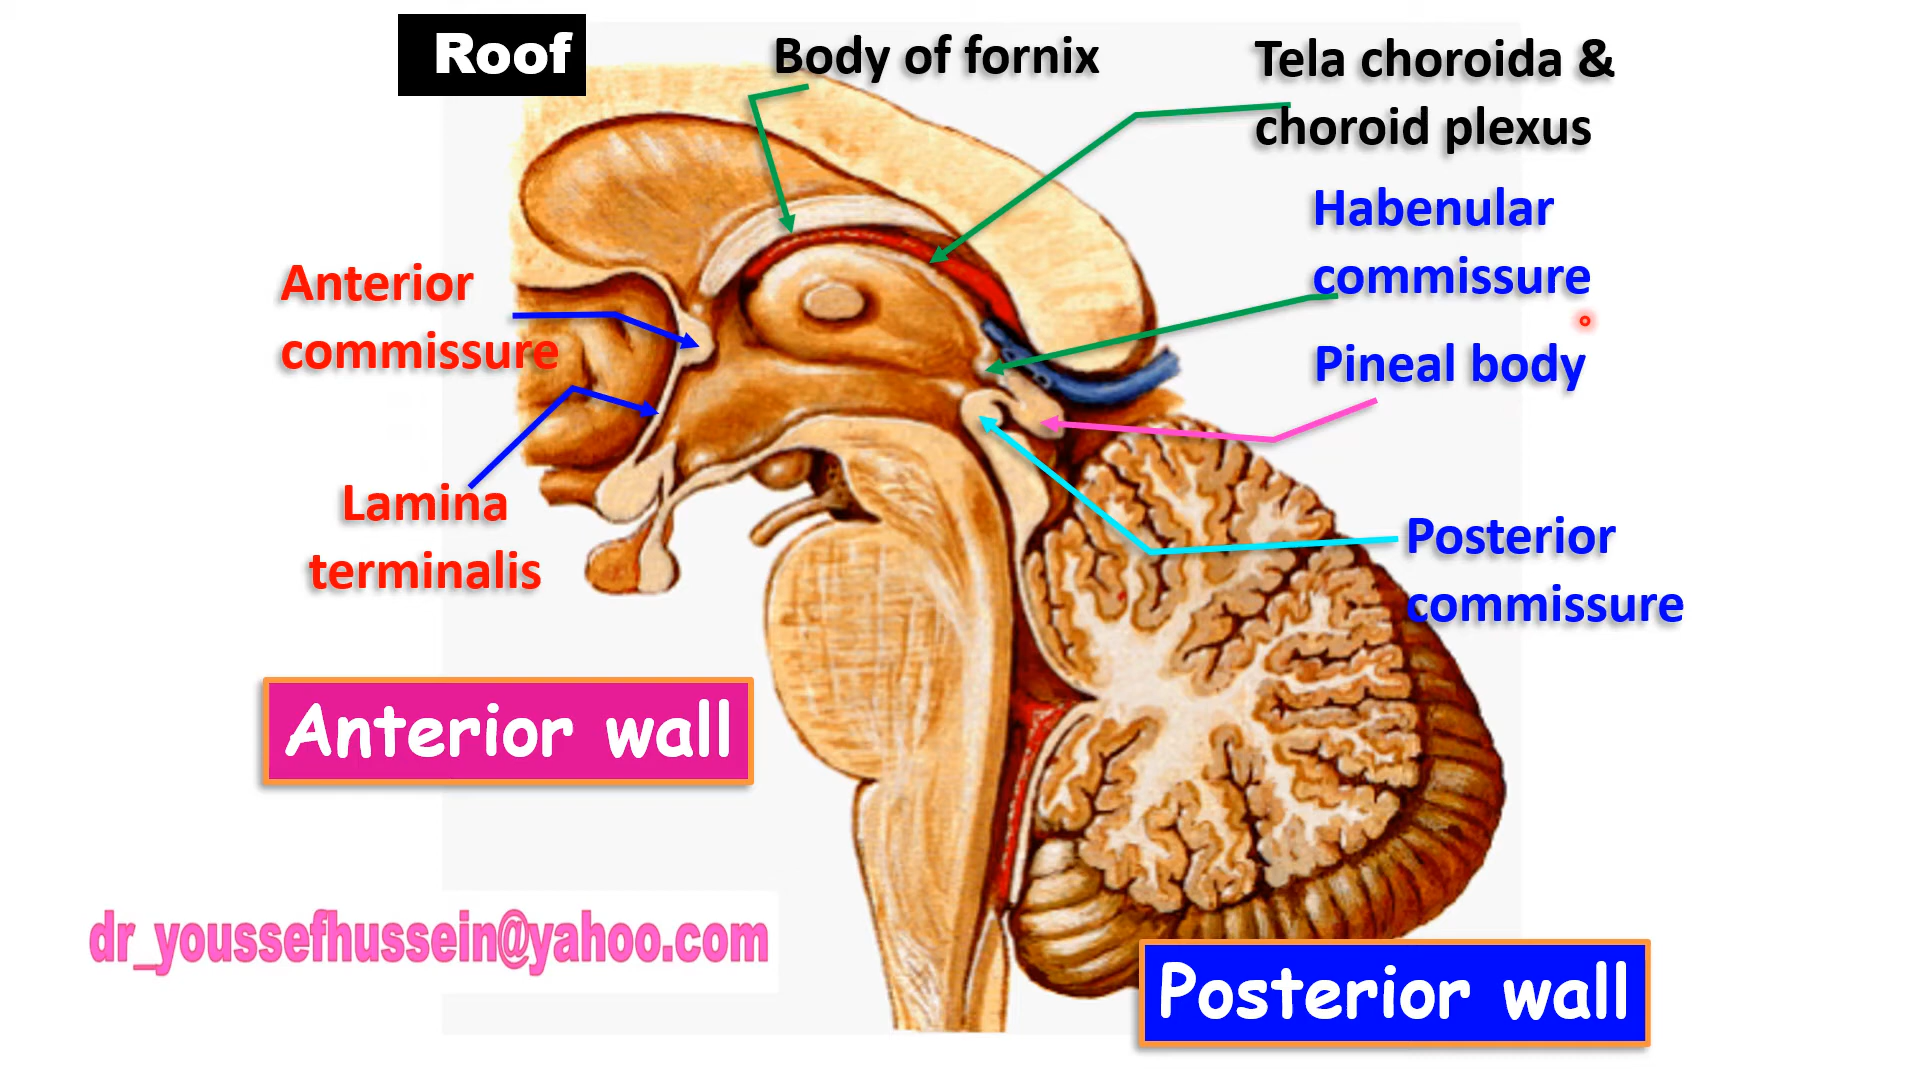 Roof
Body of fornix
Tela choroida &
choroid plexus
Habenular
commissure
Anterior
commissure
Pineal body
Lamina
terminalis
Posterior
commissure
Anterior wall
dr_youssefhussein@yahoo.com
Posterior wall